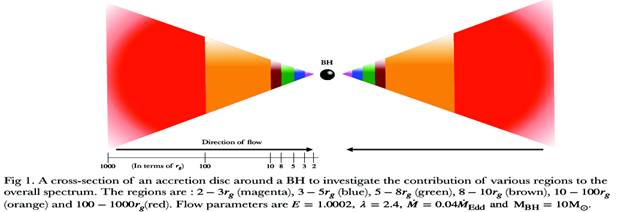 BH
Direction of flow
1000 (In terms of r_g) 100 10 8 5 3 2
Fig 1. A cross-section of an accretion disc around a BH to investigate the contribution of various regions to the
overall spectrum. The regions are : 2 − 3r_g (magenta), 3 − 5r_g (blue), 5 − 8r_g (green), 8 − 10r_g (brown), 10 − 100r_g
(orange) and 100 − 1000r_g(red). Flow parameters are E = 1.0002, λ = 2.4, Ṁ = 0.04Ṁ_Edd and M_BH = 10M_⊙.